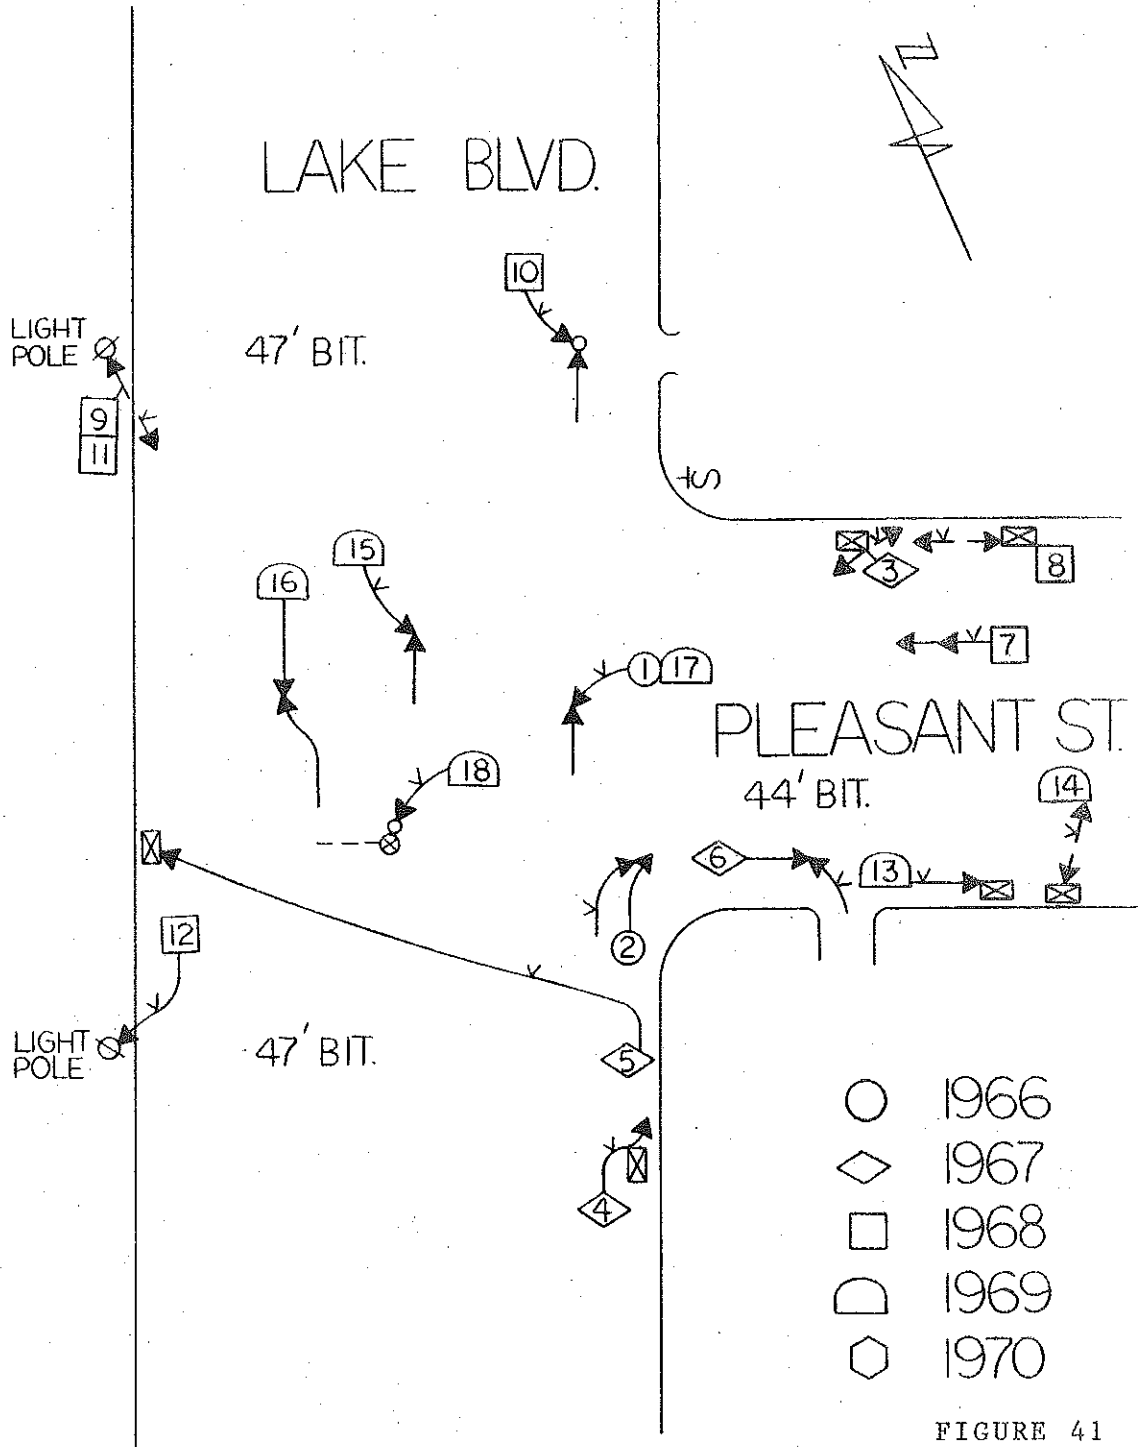 N
LAKE BLVD.
10
LIGHT
POLE
47' BIT.
9
11
S
15
3
8
16
7
1
17
PLEASANT ST.
18
44' BIT.
14
6
13
12
2
LIGHT
POLE
47' BIT.
5
4
1966
1967
1968
1969
1970
FIGURE 41